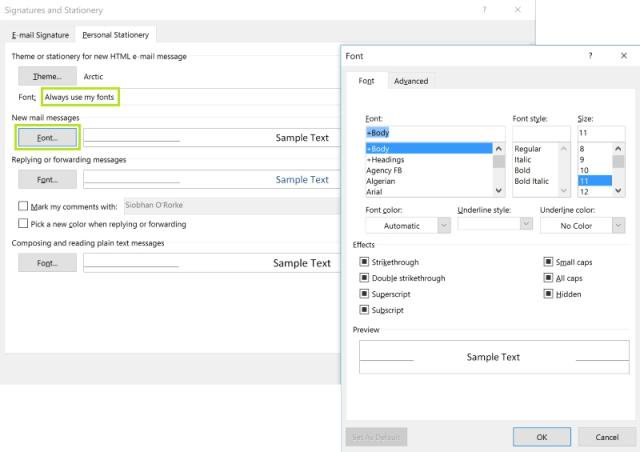 Signatures and Stationery
E-mail Signature
Personal Stationery
Theme or stationery for new HTML e-mail message
Theme...
Arctic
Font:
Always use my fonts
New mail messages
Font...
Sample Text
Replying or forwarding messages
Font...
Sample Text
Mark my comments with:
Siobhan O'Rorke
Pick a new color when replying or forwarding
Composing and reading plain text messages
Font...
Sample Text
Font
Font
Advanced
Font:
Font style:
Size:
+Body
11
+Body
+Headings
Agency FB
Algerian
Arial
Regular
Italic
Bold
Bold Italic
8
9
10
11
12
Font color:
Underline style:
Underline color:
Automatic
No Color
Effects
Strikethrough
Double strikethrough
Superscript
Subscript
Small caps
All caps
Hidden
Preview
Sample Text
Set As Default
OK
Cancel